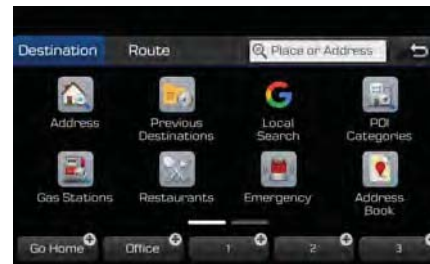 Destination
Route
Place or Address
Address
Previous
Destinations
Local
Search
POI
Categories
Gas Stations
Restaurants
Emergency
Address
Book
Go Home
Office
1
2
3